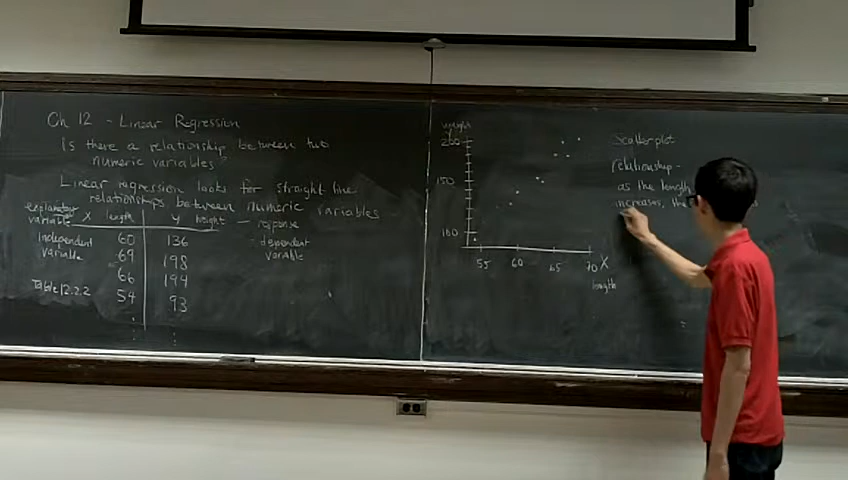 Ch 12 - Linear Regression
Is there a relationship between two
numeric variables?
Linear regression looks for straight line
relationships between numeric variables
explanatory
variable
X length
y height - response
independent
variable
- dependent
variable
60 136
69 198
66 194
54 93
Table 12.2.2
weight
200
150
100
55 60 65 70 X
length
Scatterplot
relationship -
as the length
increases, the